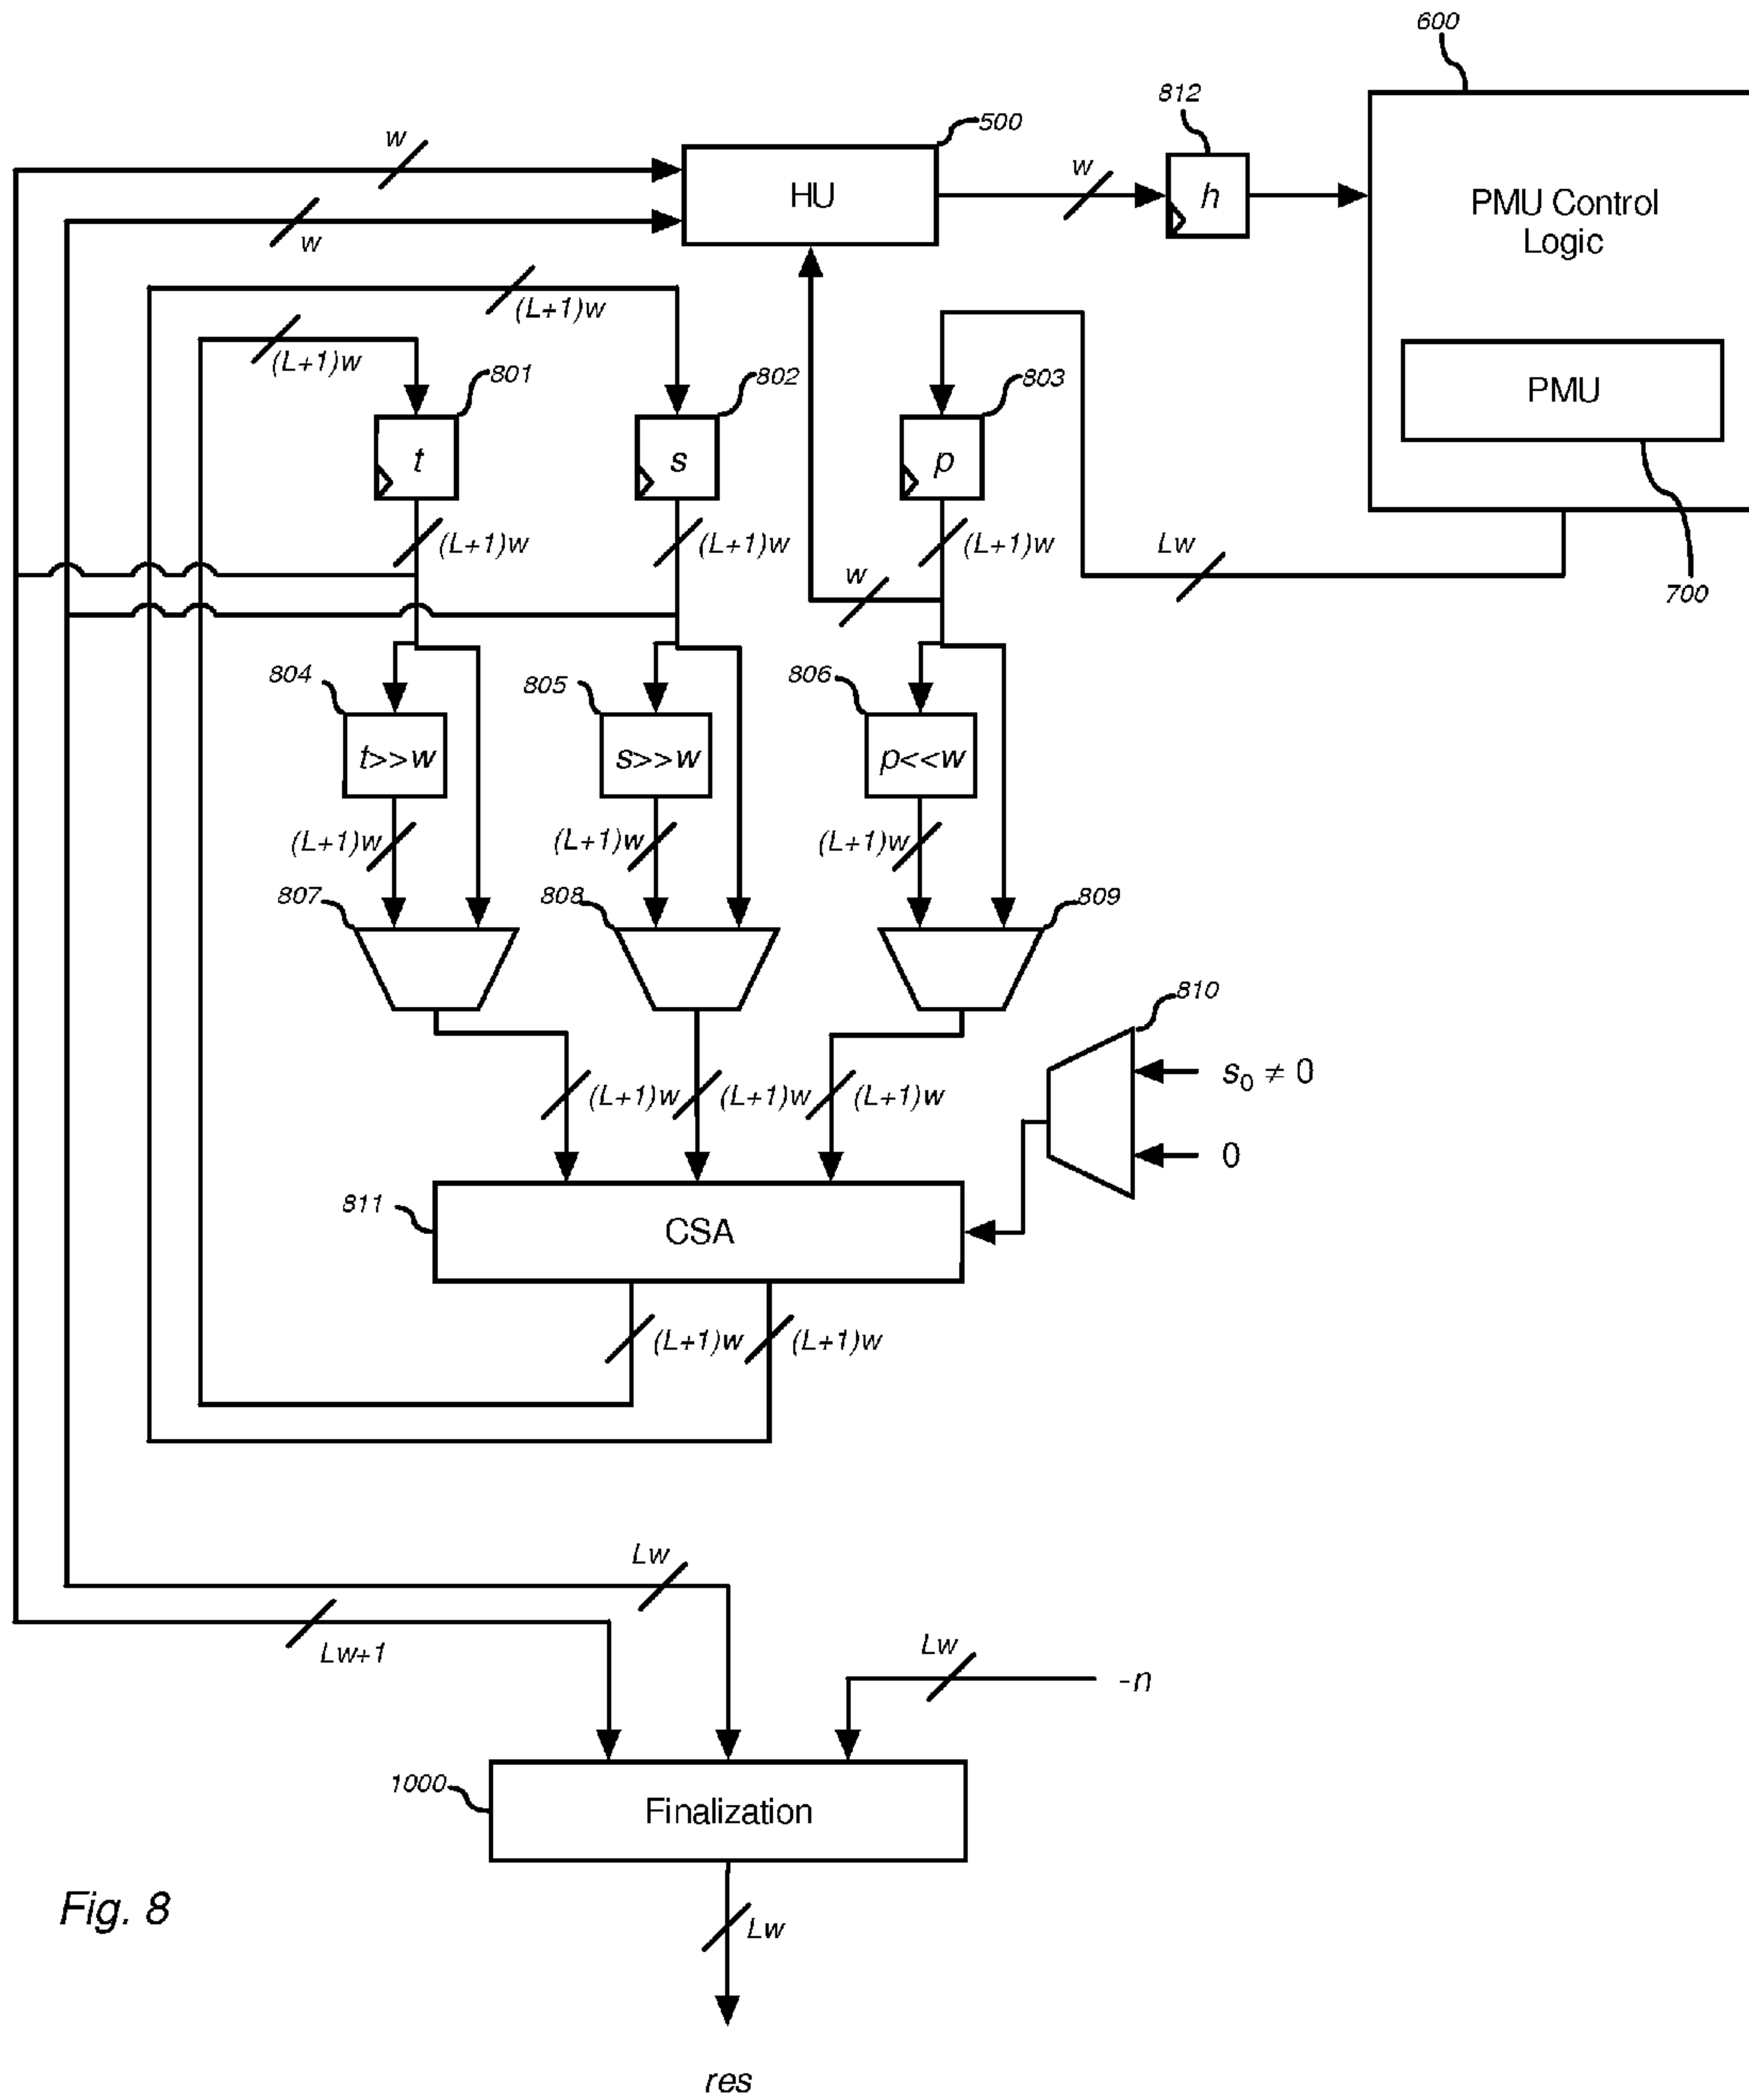 600
812
500
w
HU
w
h
PMU Control
Logic
w
(L+1)w
(L+1)w
801
802
803
PMU
t
s
p
(L+1)w
(L+1)w
(L+1)w
Lw
w
700
804
805
806
t>>w
s>>w
p<<w
(L+1)w
(L+1)w
(L+1)w
807
808
809
810
s₀ ≠ 0
(L+1)w
(L+1)w
(L+1)w
0
811
CSA
(L+1)w
(L+1)w
Lw
Lw+1
Lw
-n
1000
Finalization
Fig. 8
Lw
res